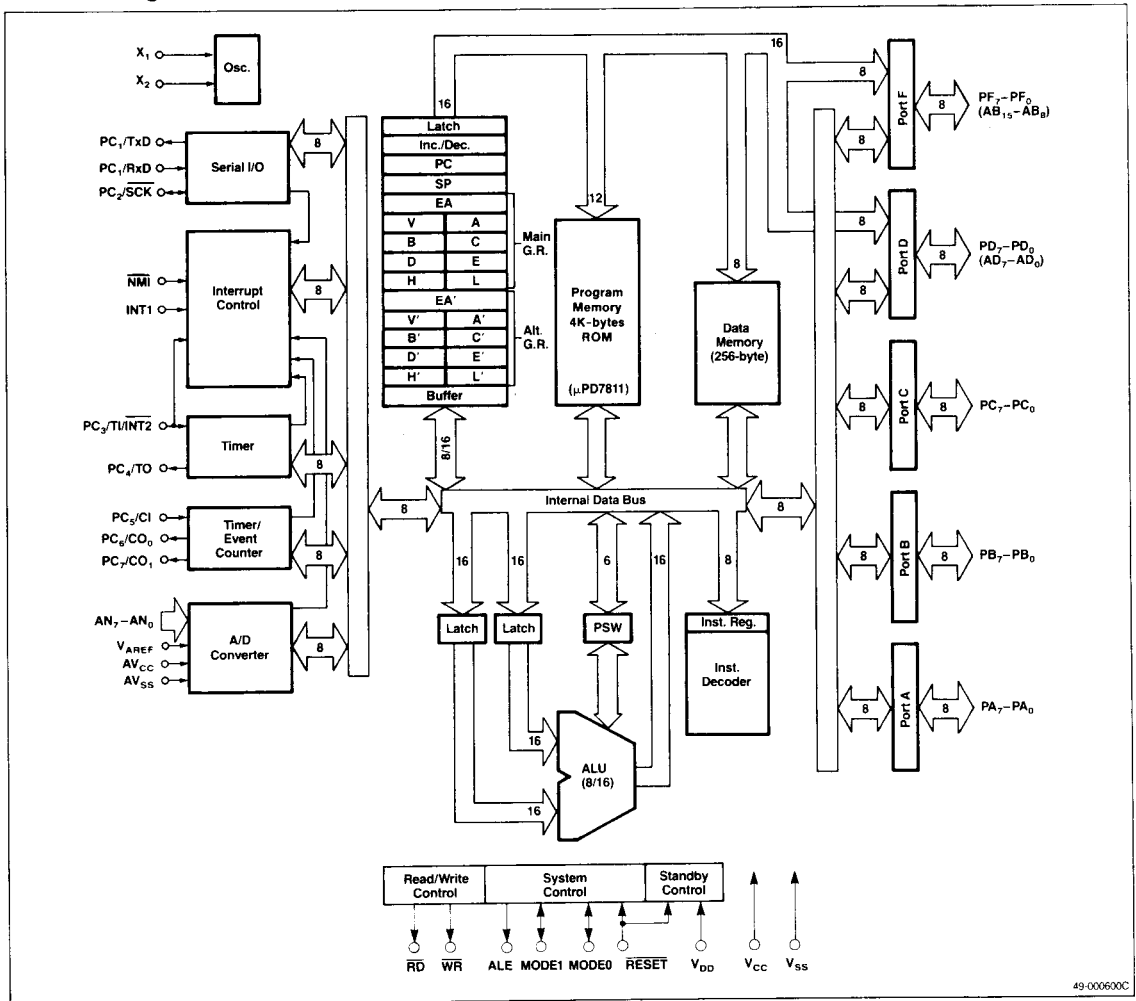 X1
X2
Osc.
PC1/TxD
PC1/RxD
PC2/SCK
Serial I/O
8
NMI
INT1
Interrupt
Control
8
PC3/TI/INT2
PC4/TO
Timer
8
PC5/CI
PC6/CO0
PC7/CO1
Timer/
Event
Counter
8
AN7–AN0
VAREF
AVCC
AVSS
A/D
Converter
8
8
16
16
Latch
Inc./Dec.
PC
SP
EA
V A
B C
D E
H L
Main
G.R.
EA′
V′ A′
B′ C′
D′ E′
H′ L′
Alt.
G.R.
Buffer
8/16
12
Program
Memory
4K-bytes
ROM
(μPD7811)
8
Data
Memory
(256-byte)
Internal Data Bus
8
16
16
6
16
8
Latch
Latch
PSW
Inst. Reg.
Inst.
Decoder
16
16
ALU
(8/16)
8
8
Port F
8
PF7–PF0
(AB15–AB8)
8
8
Port D
8
PD7–PD0
(AD7–AD0)
8
Port C
8
PC7–PC0
8
Port B
8
PB7–PB0
8
Port A
8
PA7–PA0
Read/Write
Control
System
Control
Standby
Control
RD
WR
ALE
MODE1
MODE0
RESET
VDD
VCC
VSS
49-000600C